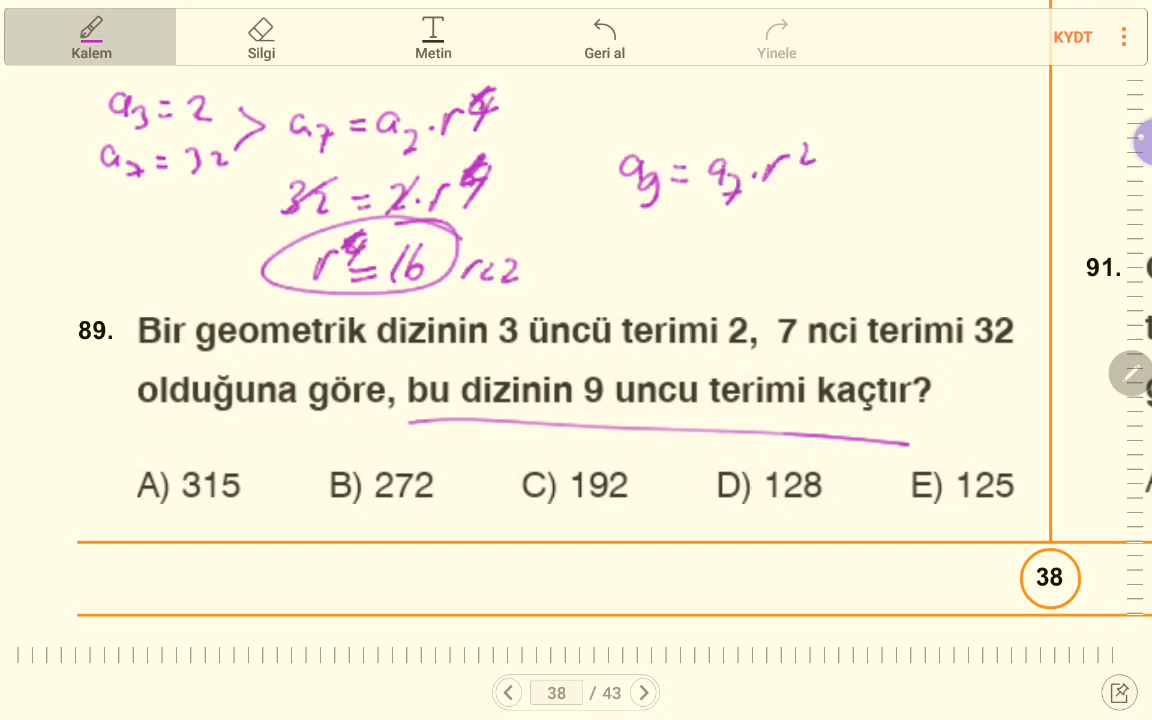 Kalem Silgi Metin Geri al Yinele KYDT
a₃ = 2
a₇ = 32
a₇ = a₃ . r⁴
32 = 2 . r⁴
r⁴ = 16 r=2
a₉ = a₇ . r²
89. Bir geometrik dizinin 3 üncü terimi 2, 7 nci terimi 32
olduğuna göre, bu dizinin 9 uncu terimi kaçtır?
A) 315 B) 272 C) 192 D) 128 E) 125
91.
38
38 / 43